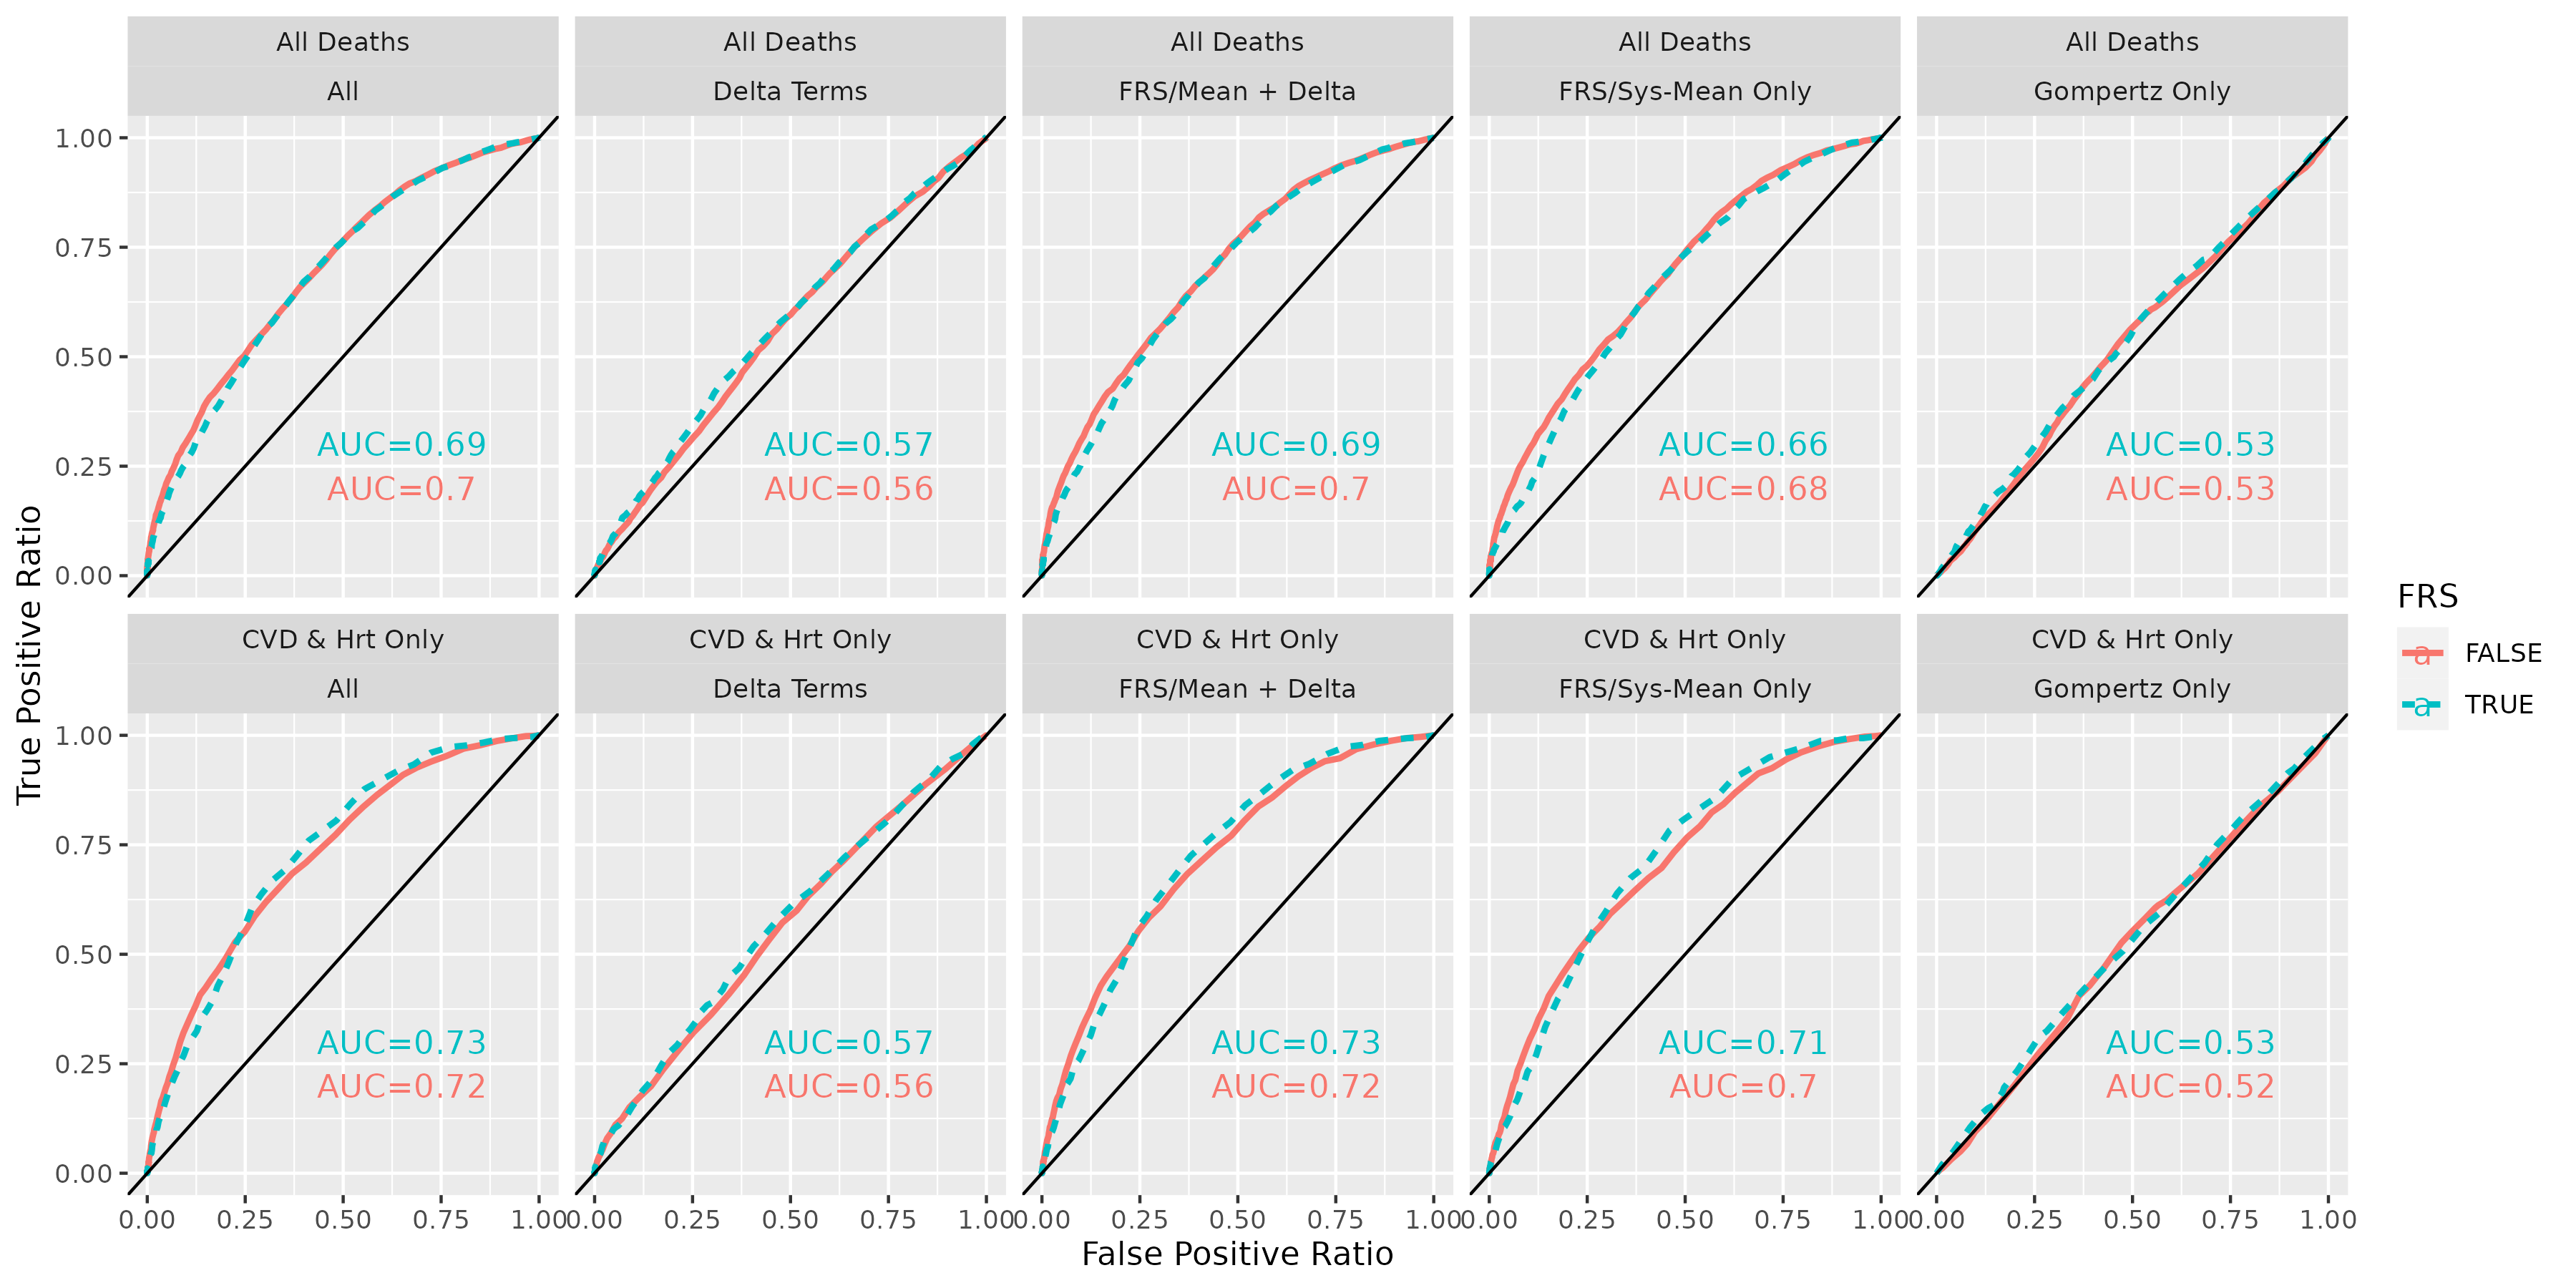 All Deaths
All
All Deaths
Delta Terms
All Deaths
FRS/Mean + Delta
All Deaths
FRS/Sys-Mean Only
All Deaths
Gompertz Only
1.00
0.75
0.50
0.25
0.00
AUC=0.69
AUC=0.7
AUC=0.57
AUC=0.56
AUC=0.69
AUC=0.7
AUC=0.66
AUC=0.68
AUC=0.53
AUC=0.53
True Positive Ratio
CVD & Hrt Only
All
CVD & Hrt Only
Delta Terms
CVD & Hrt Only
FRS/Mean + Delta
CVD & Hrt Only
FRS/Sys-Mean Only
CVD & Hrt Only
Gompertz Only
1.00
0.75
0.50
0.25
0.00
AUC=0.73
AUC=0.72
AUC=0.57
AUC=0.56
AUC=0.73
AUC=0.72
AUC=0.71
AUC=0.7
AUC=0.53
AUC=0.52
0.00 0.25 0.50 0.75 1.00
0.00 0.25 0.50 0.75 1.00
0.00 0.25 0.50 0.75 1.00
0.00 0.25 0.50 0.75 1.00
0.00 0.25 0.50 0.75 1.00
False Positive Ratio
FRS
a FALSE
a TRUE